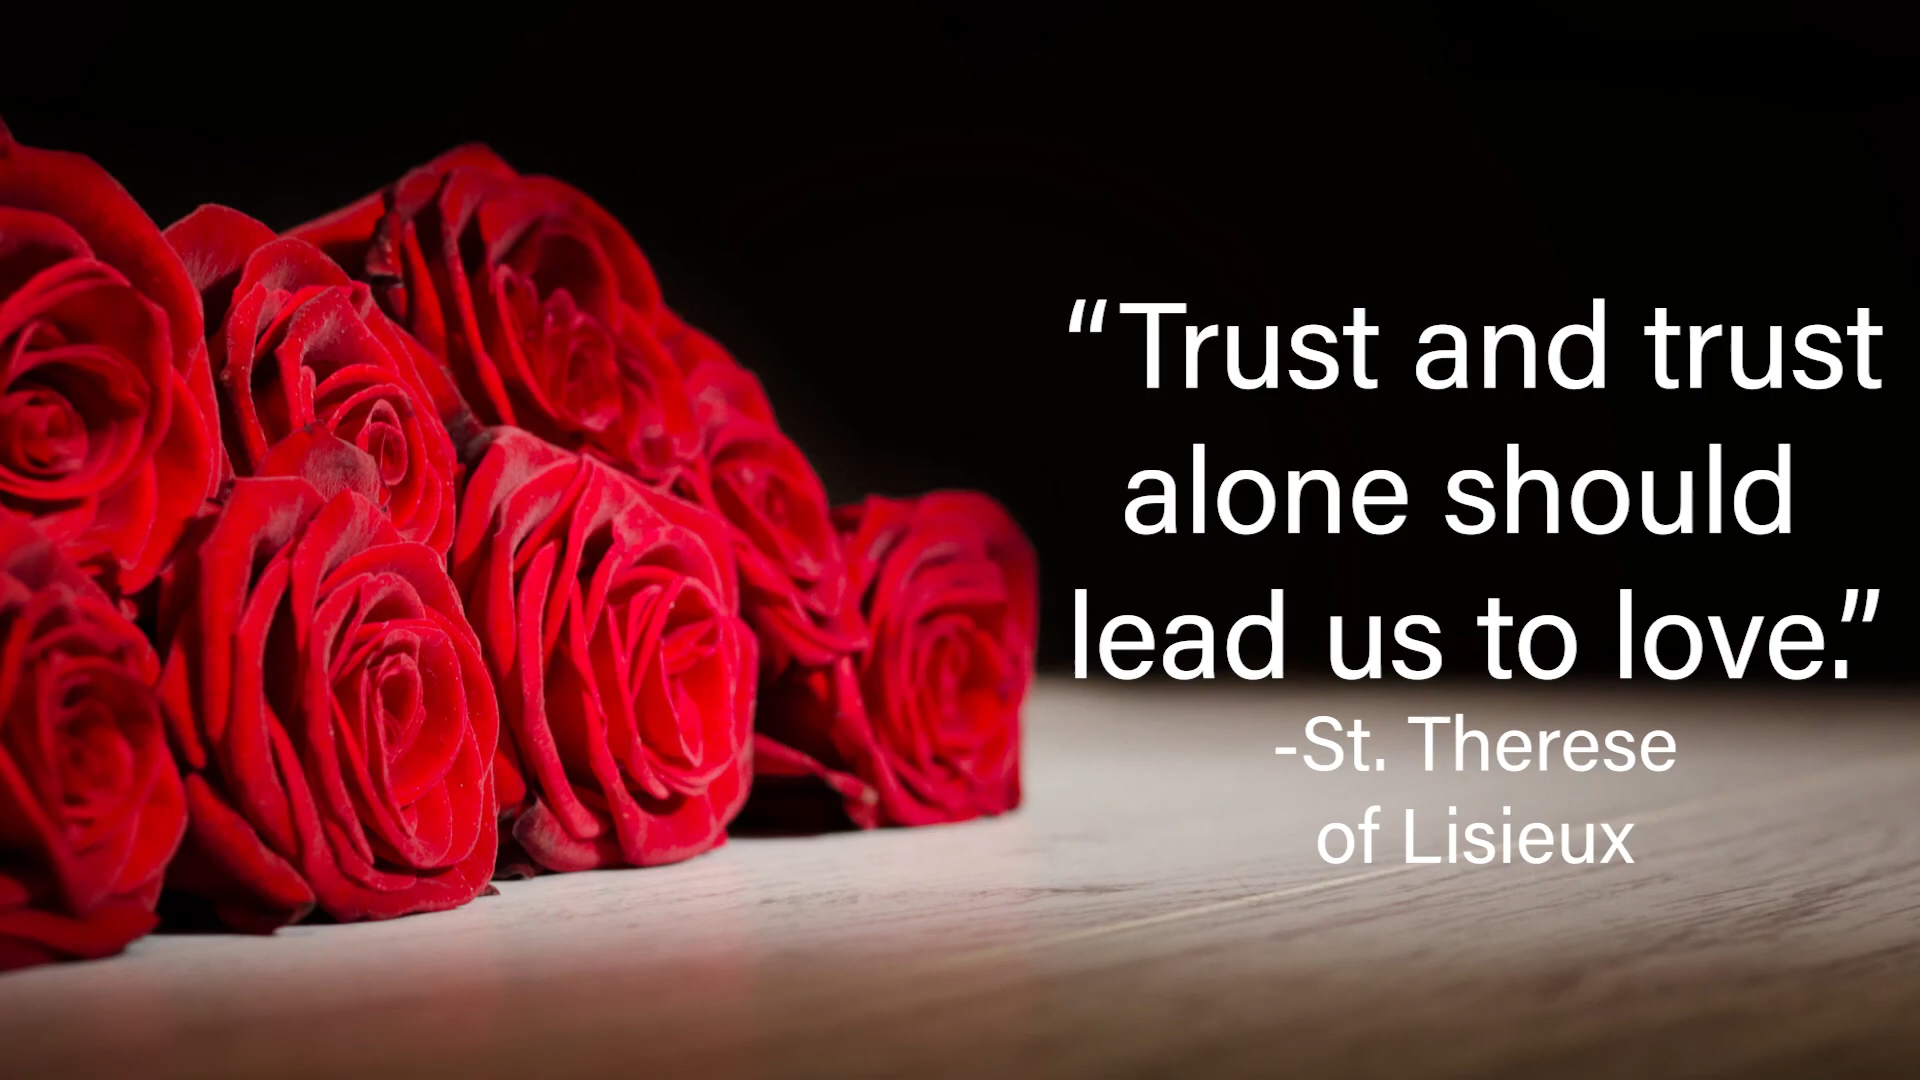 “Trust and trust
alone should
lead us to love.”
-St. Therese
of Lisieux